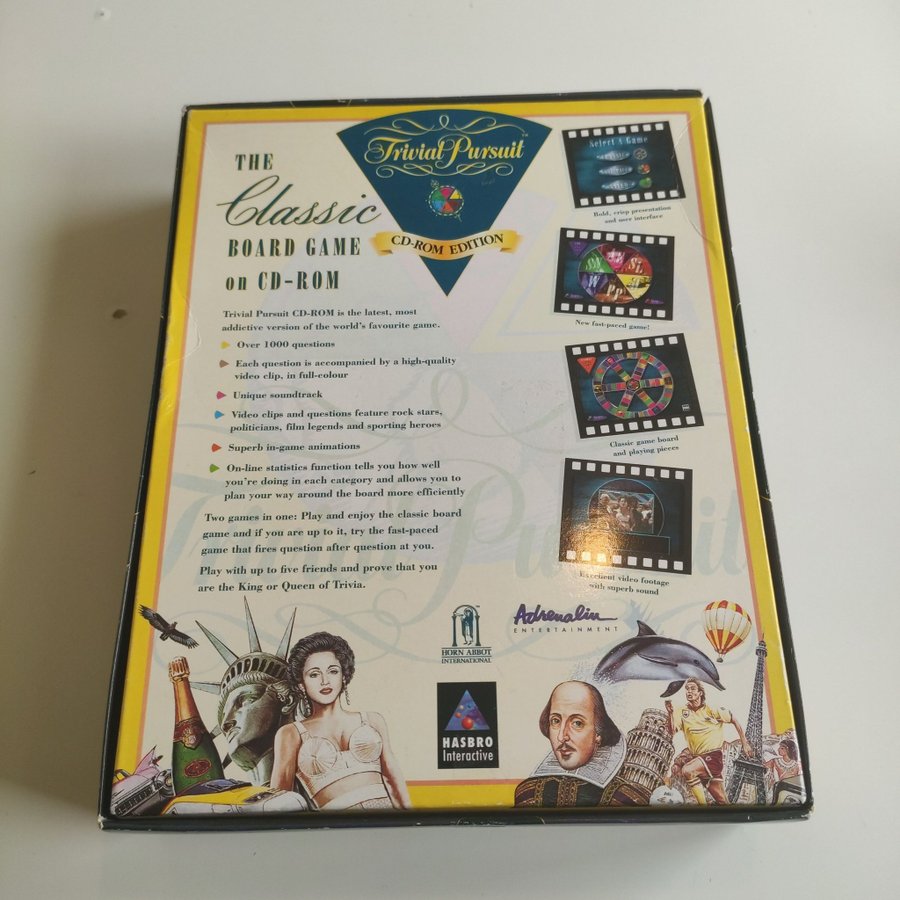 Trivial Pursuit™
CD-ROM EDITION
THE
Classic
BOARD GAME
on CD-ROM
Trivial Pursuit CD-ROM is the latest, most
addictive version of the world's favourite game.
Over 1000 questions
Each question is accompanied by a high-quality
video clip, in full-colour
Unique soundtrack
Video clips and questions feature rock stars,
politicians, film legends and sporting heroes
Superb in-game animations
On-line statistics function tells you how well
you're doing in each category and allows you to
plan your way around the board more efficiently
Two games in one: Play and enjoy the classic board
game and if you are up to it, try the fast-paced
game that fires question after question at you.
Play with up to five friends and prove that you
are the King or Queen of Trivia.
Select A Game
Bold, crisp presentation
and user interface
New fast-paced game!
Classic game board
and playing pieces
Excellent video footage
with superb sound
HORN ABBOT
INTERNATIONAL
Adrenalin
ENTERTAINMENT
HASBRO
Interactive